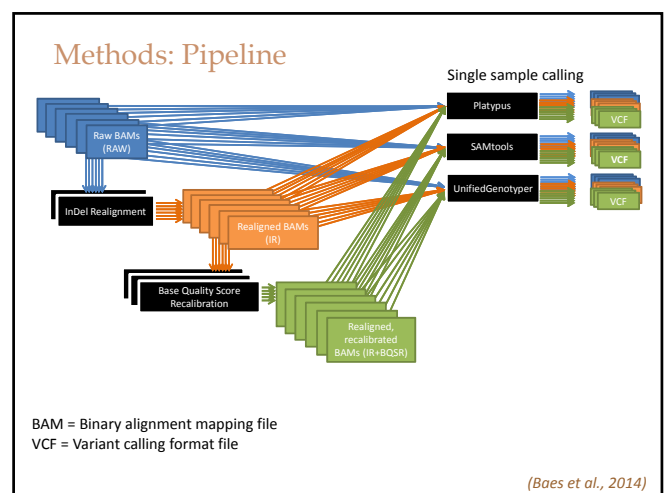 Methods: Pipeline
Single sample calling
Raw BAMs
(RAW)
Platypus
VCF
SAMtools
VCF
InDel Realignment
UnifiedGenotyper
VCF
Realigned BAMs
(IR)
Base Quality Score
Recalibration
Realigned,
recalibrated
BAMs (IR+BQSR)
BAM = Binary alignment mapping file
VCF = Variant calling format file
(Baes et al., 2014)